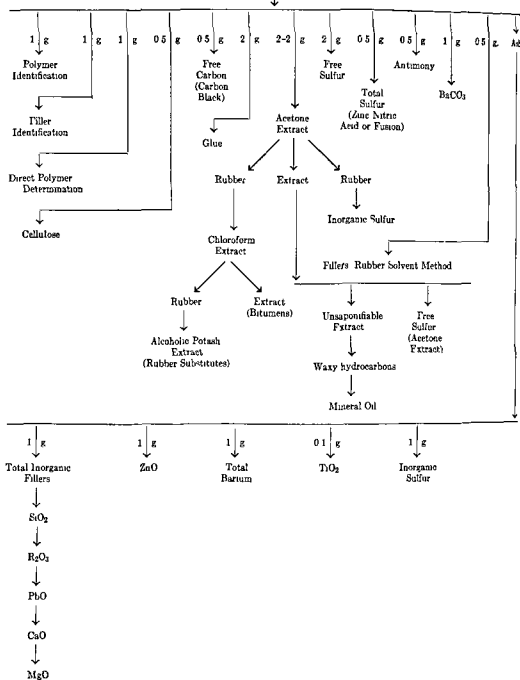 1 g 1 g 1 g 0 5 g 0 5 g 2 g 2-2 g 2 g 0 5 g 0 5 g 1 g 0 5 g.
Polymer
Identification
Free
Carbon
(Carbon
Black)
Free
Sulfur
Antimony
Total
Sulfur
(Zinc Nitric
Acid or Fusion)
BaCO3
Filler
Identification
Glue
Acetone
Extract
Direct Polymer
Determination
Rubber Extract Rubber
Inorganic Sulfur
Cellulose
Chloroform
Extract
Fillers Rubber Solvent Method
Rubber Extract
(Bitumens)
Unsaponifiable
Extract
Free
Sulfur
(Acetone
Extract)
Alcoholic Potash
Extract
(Rubber Substitutes)
Waxy hydrocarbons
Mineral Oil
1 g 1 g 1 g 0 1 g 1 g
Total Inorganic
Fillers
ZnO
Total
Barium
TiO2
Inorganic
Sulfur
SiO2
R2O3
PbO
CaO
MgO